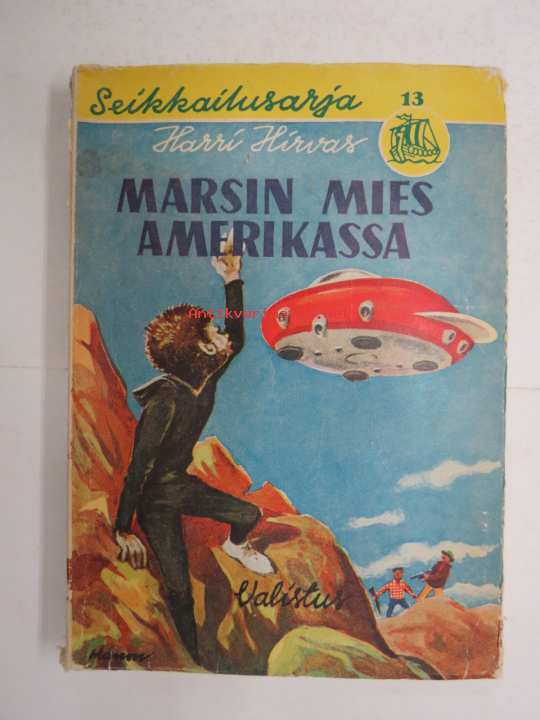 Seikkailusarja 13
Harri Hirvas
MARSIN MIES
AMERIKASSA
Valistus